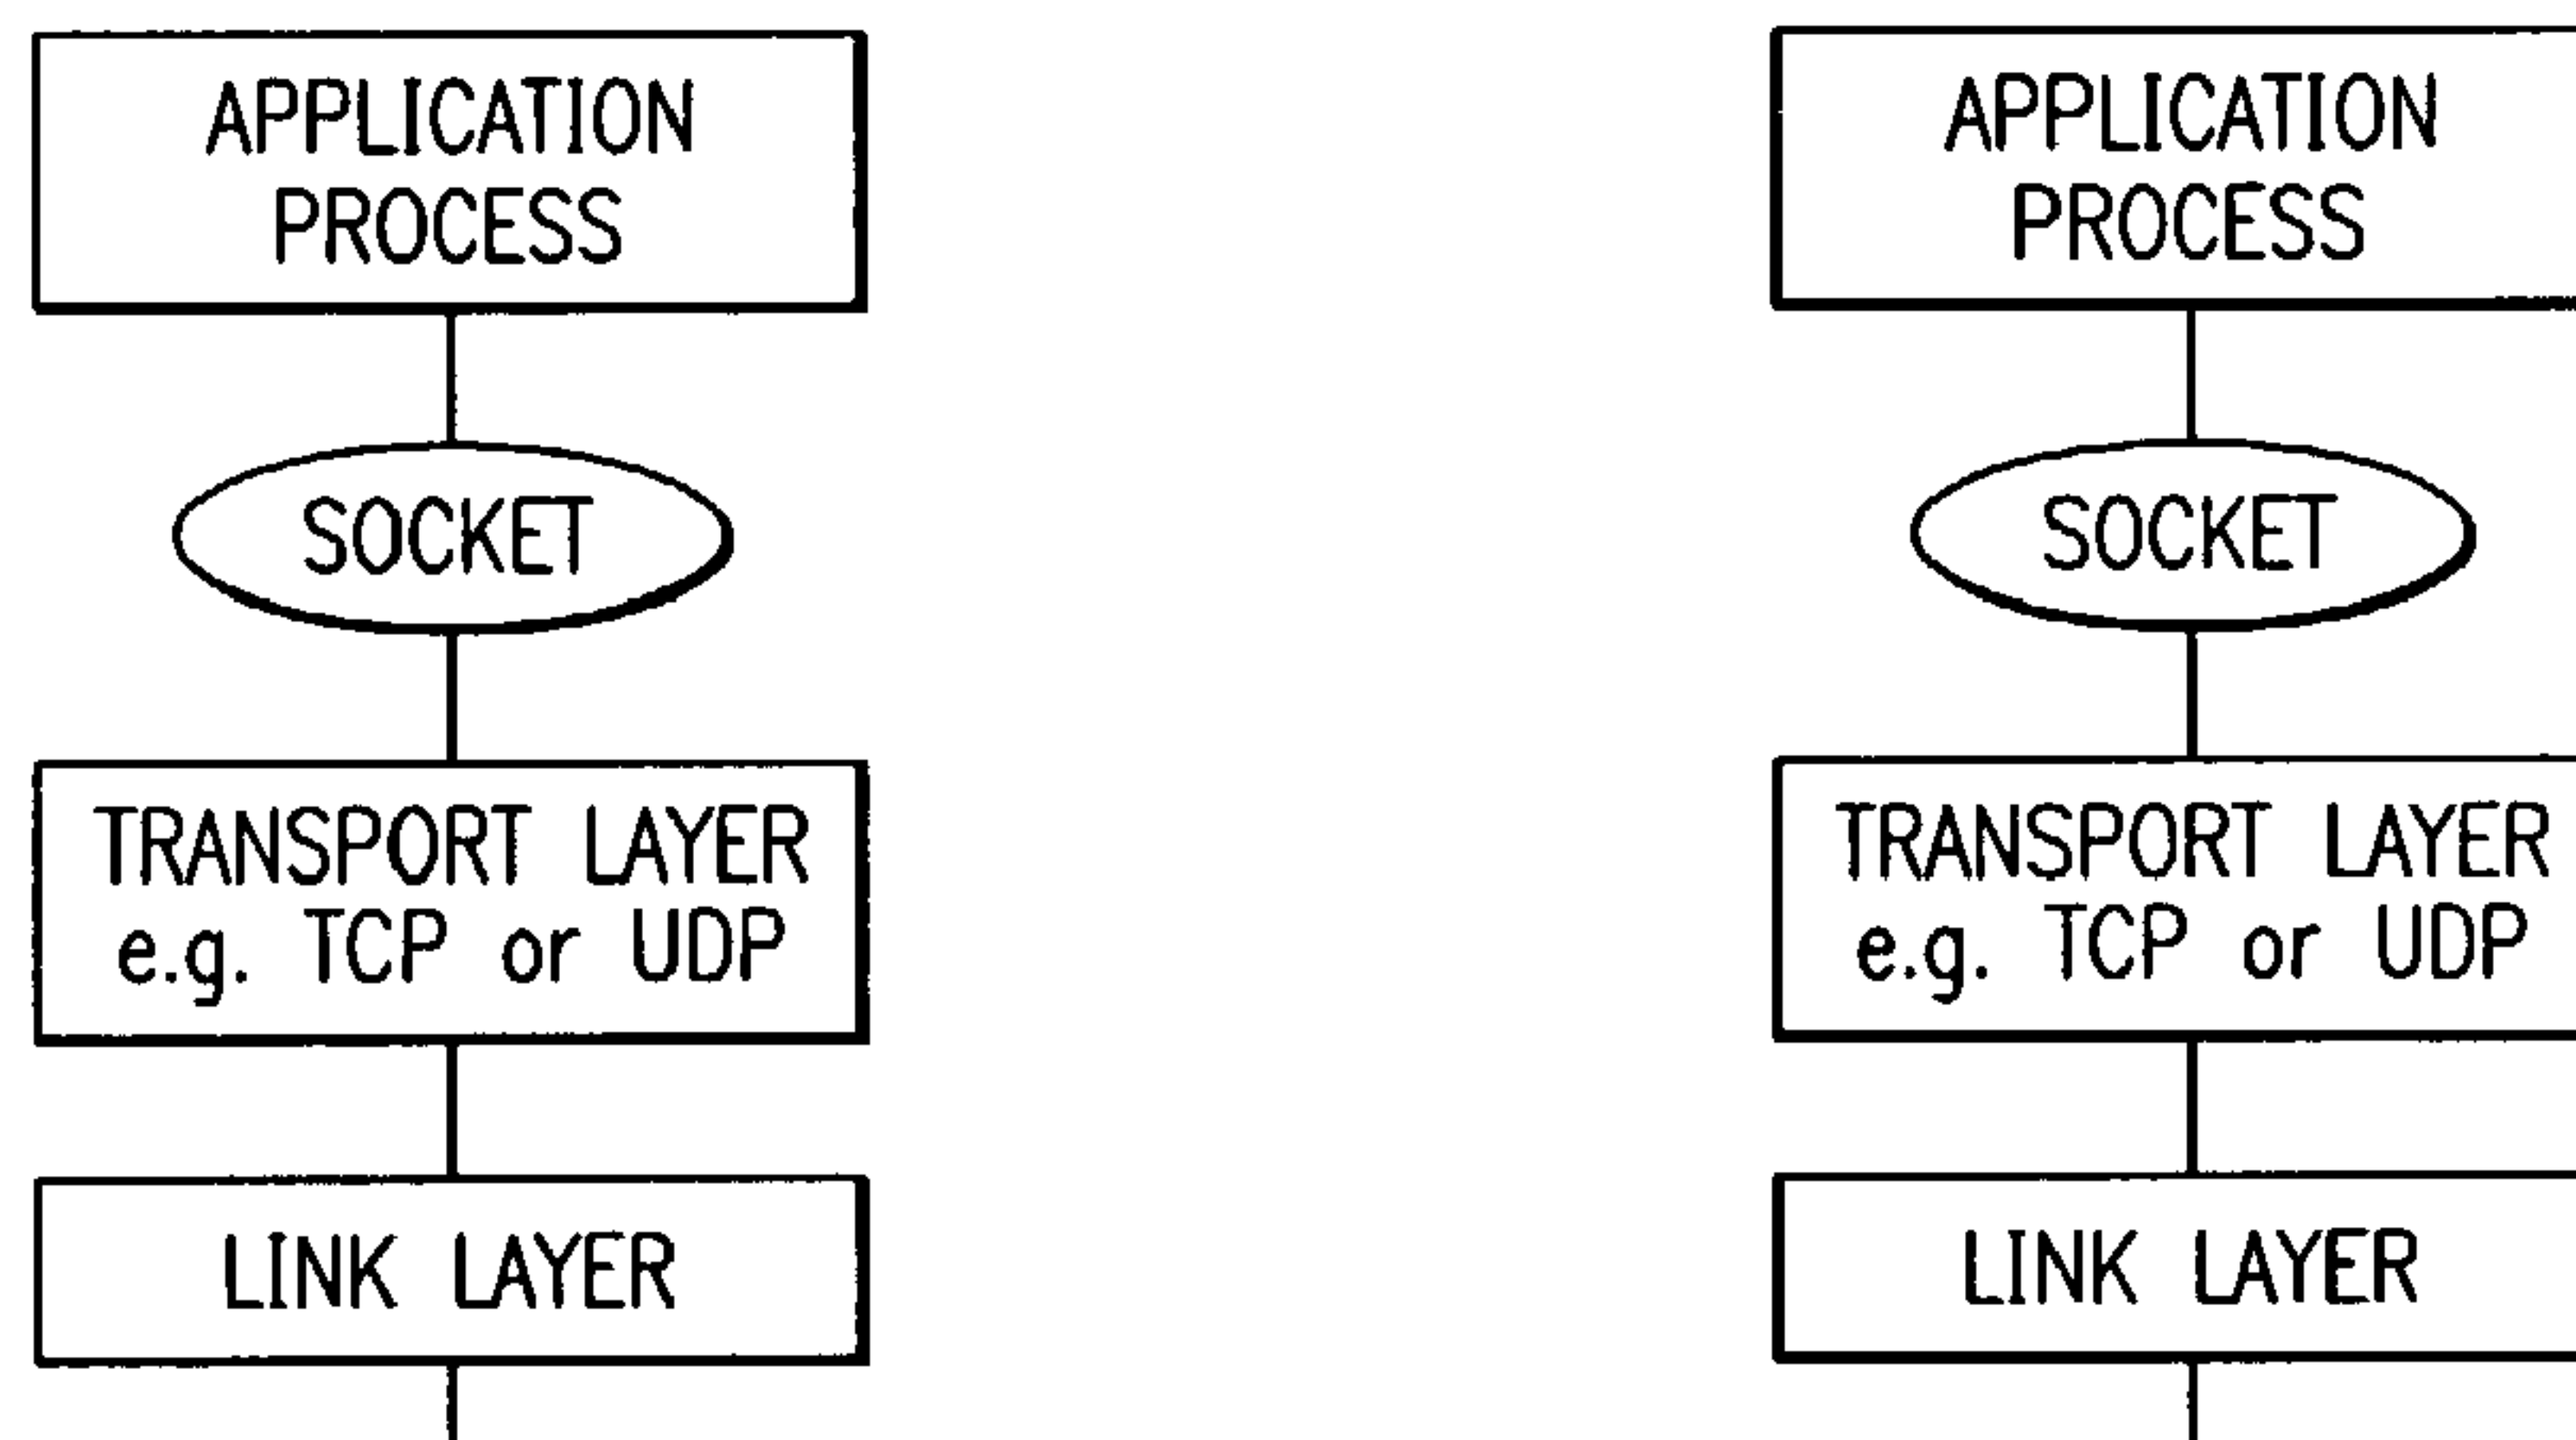 APPLICATION
PROCESS
SOCKET
TRANSPORT LAYER
e.g. TCP or UDP
LINK LAYER
APPLICATION
PROCESS
SOCKET
TRANSPORT LAYER
e.g. TCP or UDP
LINK LAYER